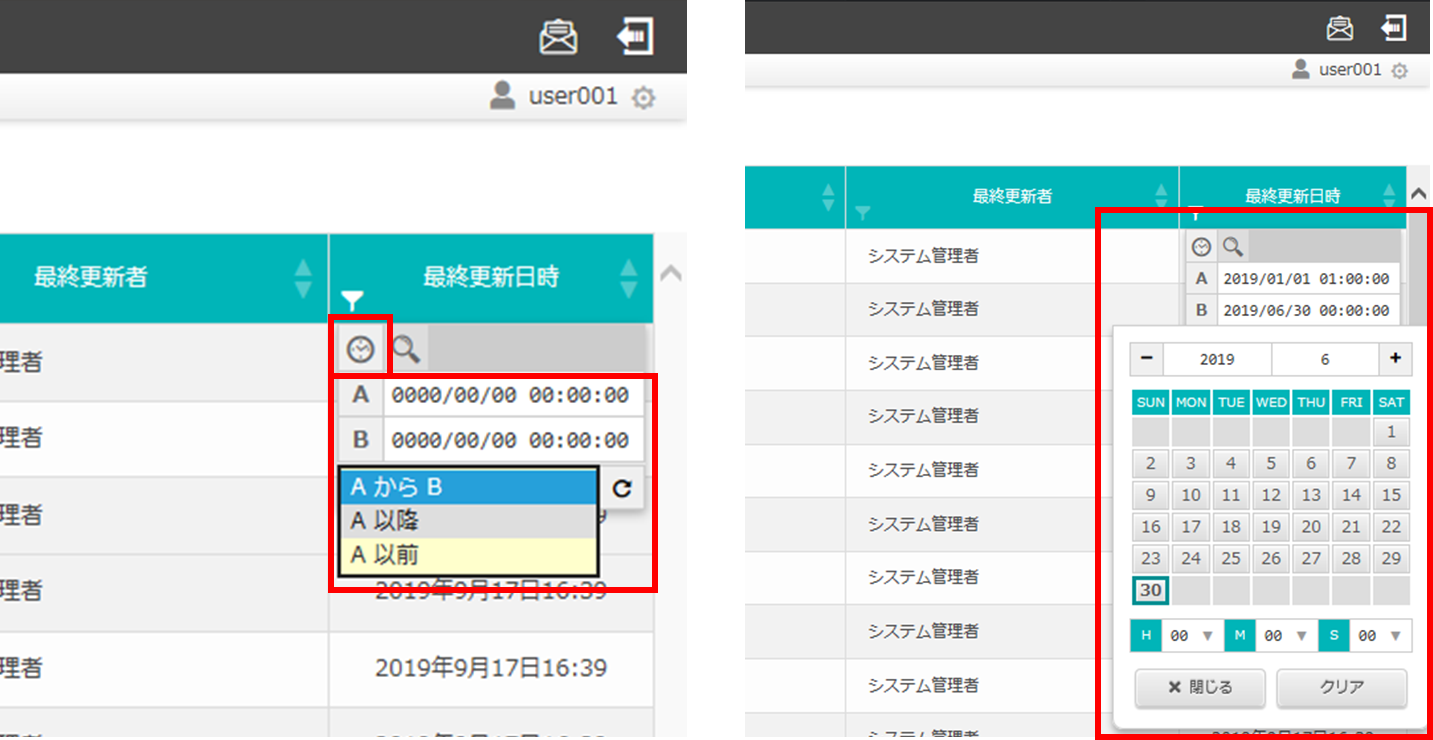 user001
最終更新者
最終更新日時
理者
A
0000/00/00 00:00:00
理者
B
0000/00/00 00:00:00
A から B
A 以降
理者
A 以前
理者
2019年9月17日16:39
理者
2019年9月17日16:39
user001
最終更新者
最終更新日時
システム管理者
A
2019/01/01 01:00:00
システム管理者
B
2019/06/30 00:00:00
システム管理者
システム管理者
システム管理者
システム管理者
システム管理者
システム管理者
システム管理者
− 2019 6 +
SUN MON TUE WED THU FRI SAT
1
2 3 4 5 6 7 8
9 10 11 12 13 14 15
16 17 18 19 20 21 22
23 24 25 26 27 28 29
30
H 00 ▼ M 00 ▼ S 00 ▼
✖ 閉じる
クリア